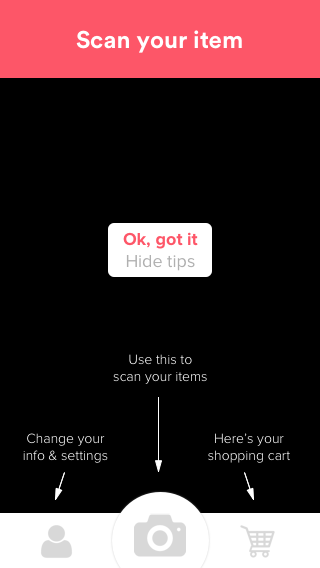 Scan your item
Ok, got it
Hide tips
Use this to
scan your items
Change your
info & settings
Here's your
shopping cart